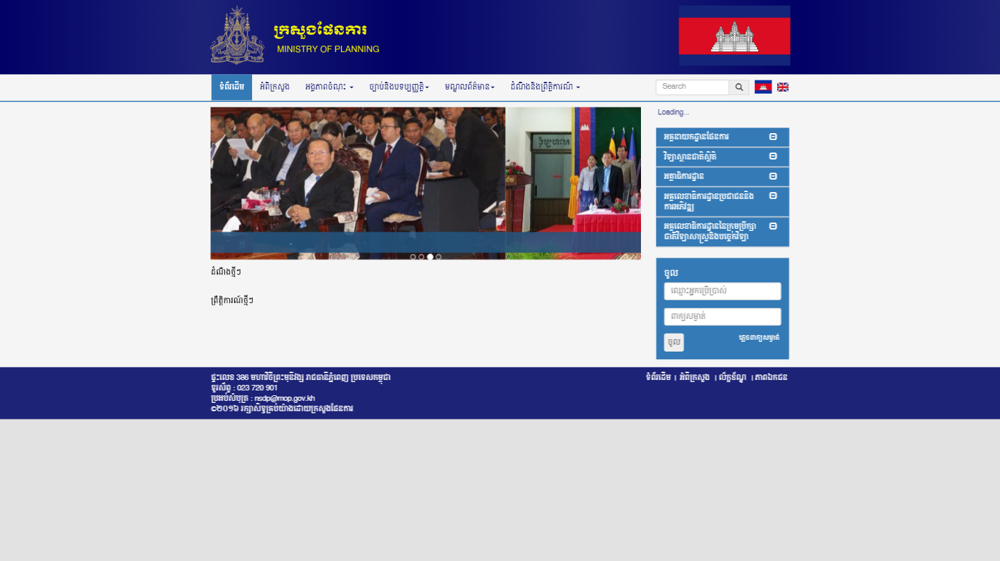 ក្រសួងផែនការ
MINISTRY OF PLANNING
ទំព័រដើម
អំពីក្រសួង
អង្គភាពចំណុះ
ច្បាប់និងបទប្បញ្ញត្តិ
មណ្ឌលព័ត៌មាន
ដំណឹងនិងព្រឹត្តិការណ៍
Search
Loading...
អគ្គនាយកដ្ឋានផែនការ
វិទ្យាស្ថានជាតិស្ថិតិ
អគ្គាធិការដ្ឋាន
អគ្គលេខាធិការដ្ឋានប្រជាជននិង
ការអភិវឌ្ឍ
អគ្គលេខាធិការដ្ឋាននៃក្រុមប្រឹក្សា
ជាតិវិទ្យាសាស្ត្រនិងបច្ចេកវិទ្យា
ដំណឹងថ្មីៗ
ព្រឹត្តិការណ៍ថ្មីៗ
ចូល
ឈ្មោះអ្នកប្រើប្រាស់
ពាក្យសម្ងាត់
ចូល
ភ្លេចពាក្យសម្ងាត់
ផ្ទះលេខ 386 មហាវិថីព្រះមុនីវង្ស រាជធានីភ្នំពេញ ប្រទេសកម្ពុជា
ទូរស័ព្ទ : 023 720 901
ប្រអប់សំបុត្រ : nsdp@mop.gov.kh
©២០១៦ រក្សាសិទ្ធគ្រប់យ៉ាងដោយក្រសួងផែនការ
ទំព័រដើម | អំពីក្រសួង | ល័ក្ខខ័ណ្ឌ | ភាពឯកជន